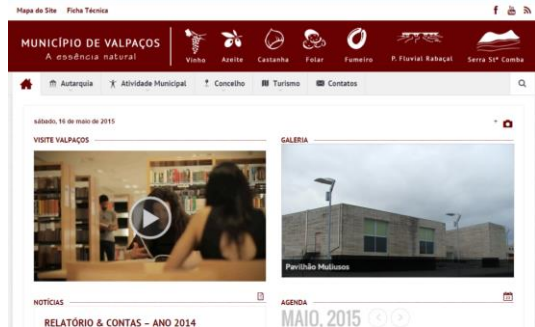 Mapa do Site Ficha Técnica
MUNICÍPIO DE VALPAÇOS
A essência natural
Vinho Azeite Castanha Folar Fumeiro P. Fluvial Rabaçal Serra Stª Comba
Autarquia Atividade Municipal Concelho Turismo Contatos
sábado, 16 de maio de 2015
VISITE VALPAÇOS
GALERIA
Pavilhão Muliusos
NOTÍCIAS
AGENDA
RELATÓRIO & CONTAS – ANO 2014
MAIO, 2015